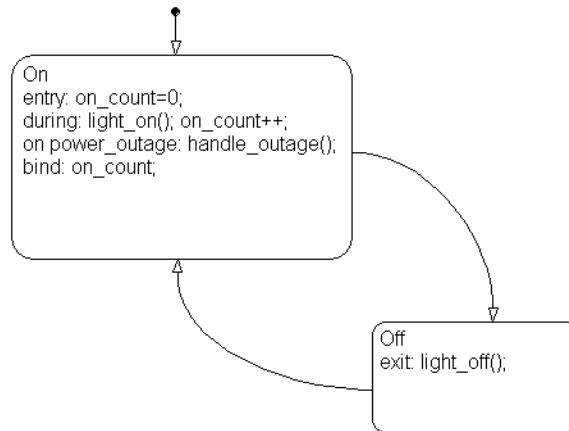 On
entry: on_count=0;
during: light_on(); on_count++;
on power_outage: handle_outage();
bind: on_count;
Off
exit: light_off();